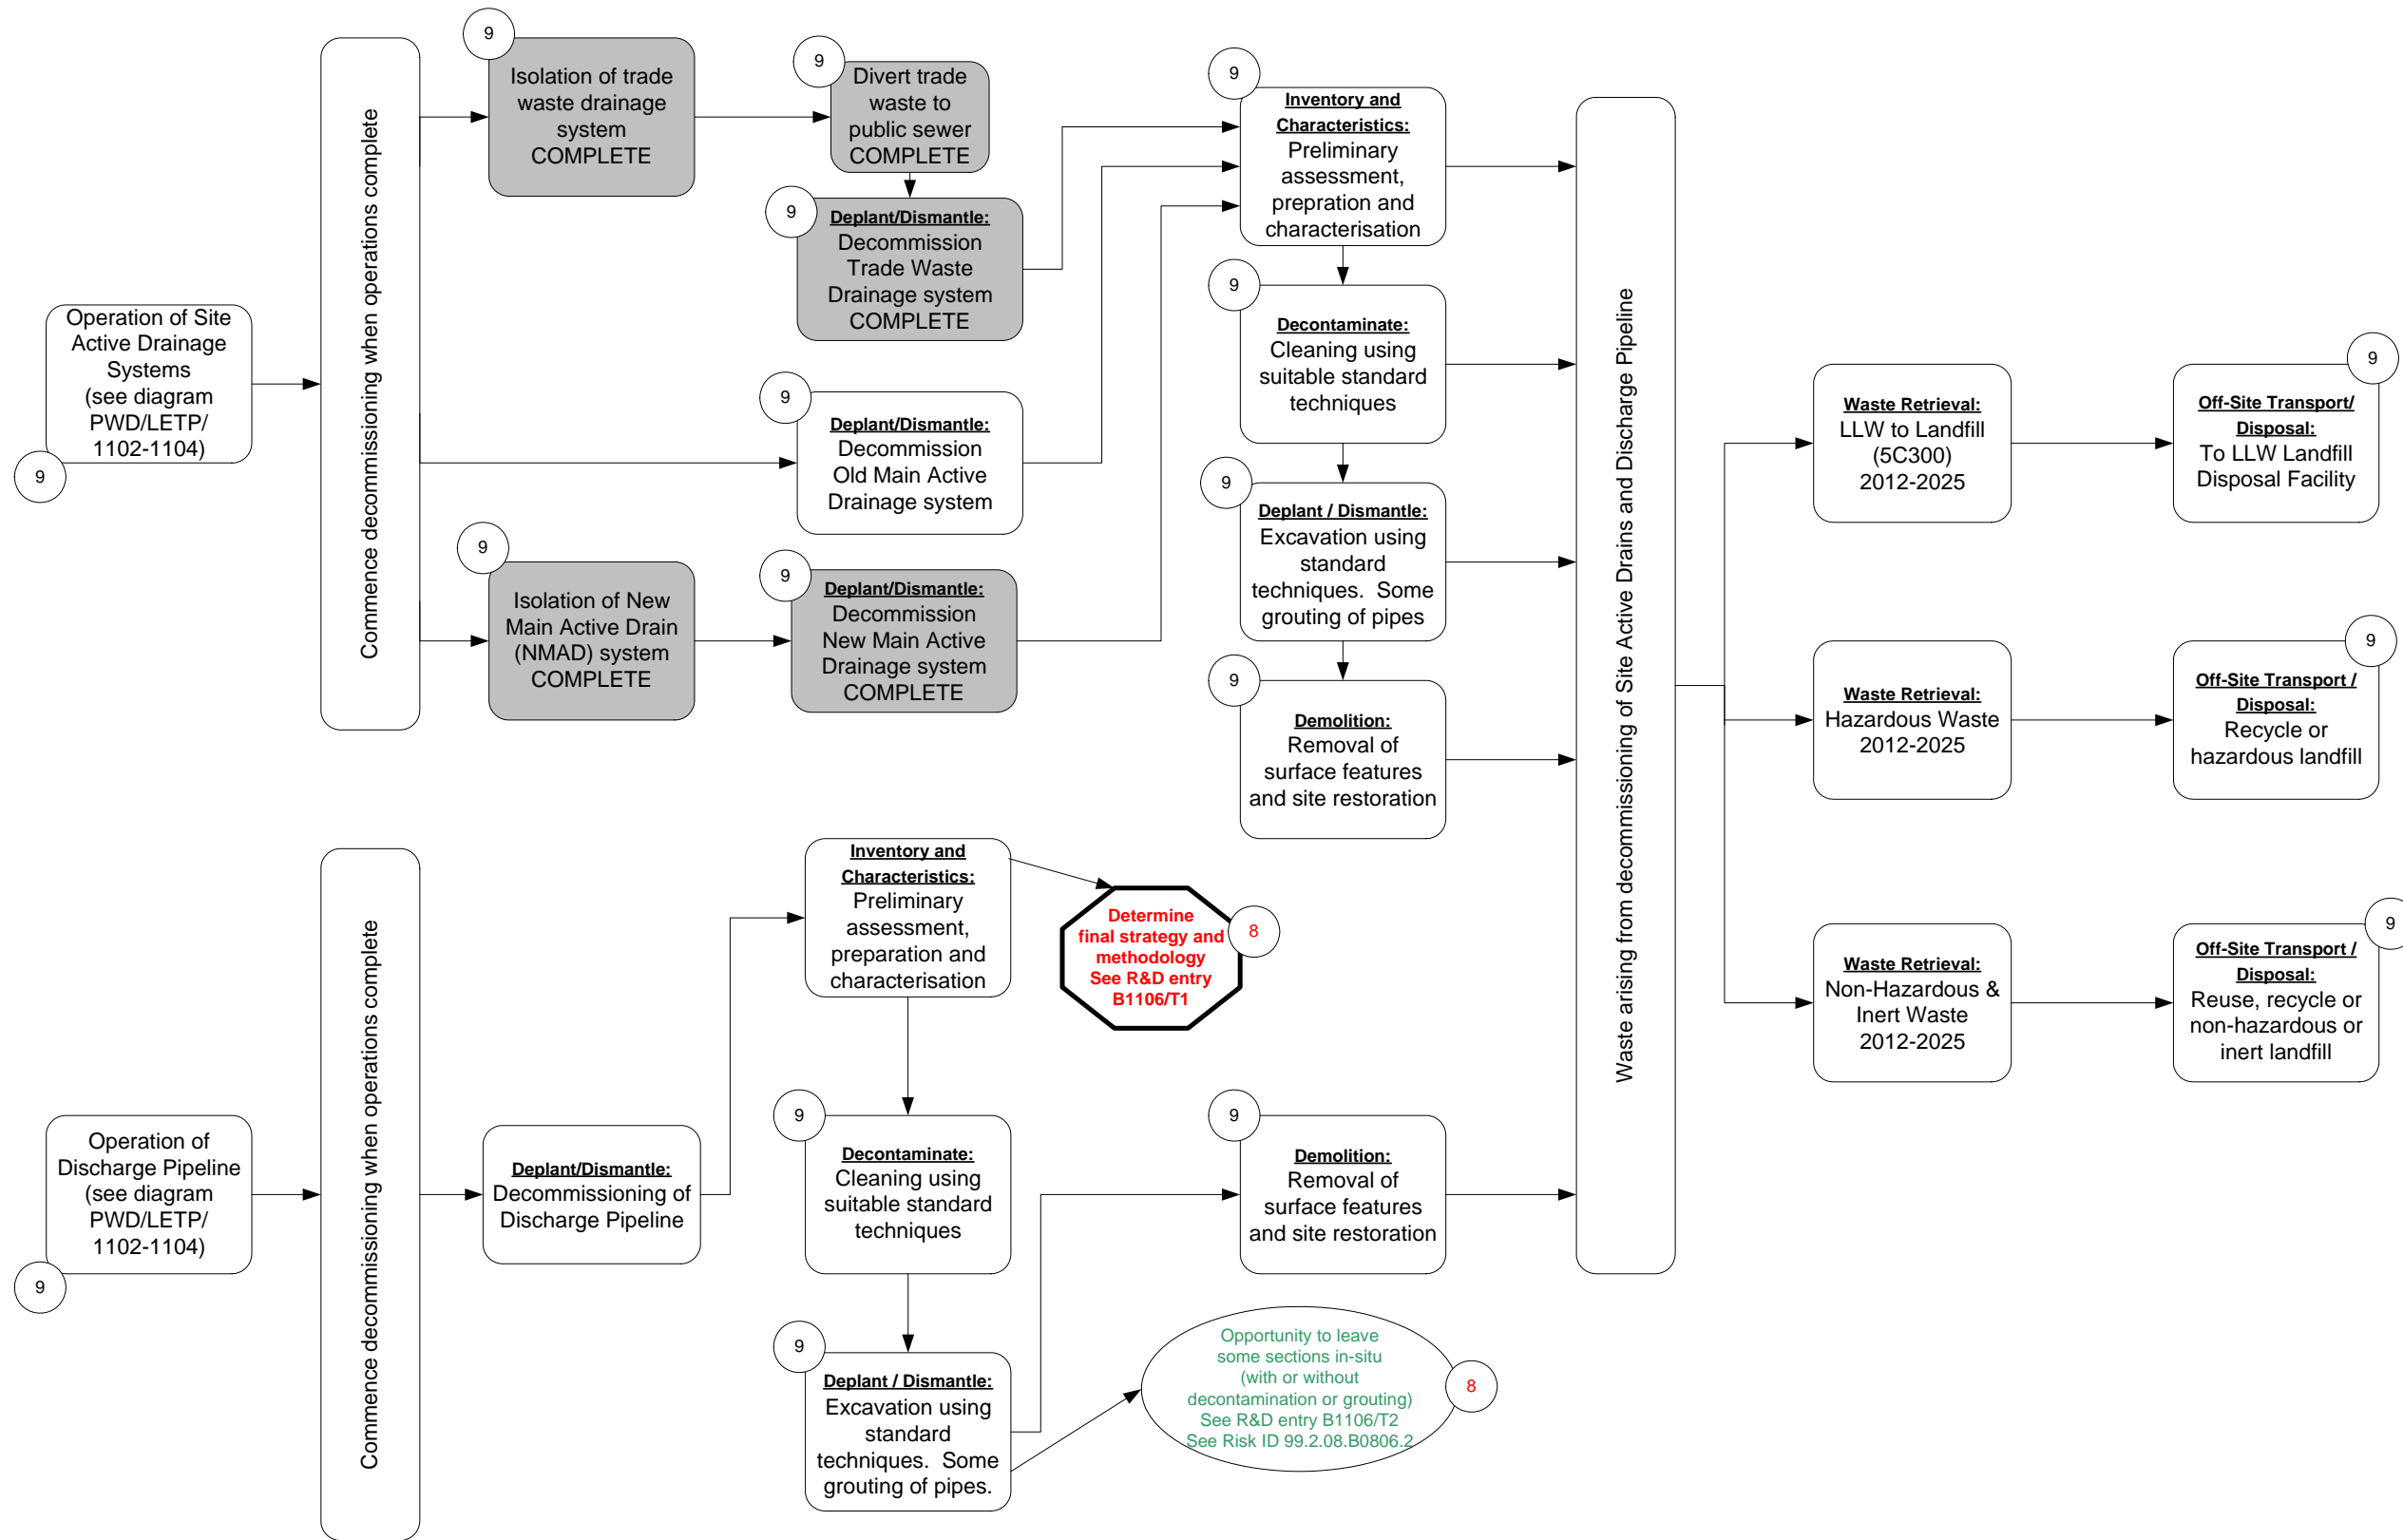 9
Operation of Site
Active Drainage
Systems
(see diagram
PWD/LETP/
1102-1104)
Commence decommissioning when operations complete
9
Isolation of trade
waste drainage
system
COMPLETE
9
Divert trade
waste to
public sewer
COMPLETE
9
Deplant/Dismantle:
Decommission
Trade Waste
Drainage system
COMPLETE
9
Deplant/Dismantle:
Decommission
Old Main Active
Drainage system
9
Isolation of New
Main Active Drain
(NMAD) system
COMPLETE
9
Deplant/Dismantle:
Decommission
New Main Active
Drainage system
COMPLETE
9
Inventory and
Characteristics:
Preliminary
assessment,
prepration and
characterisation
9
Decontaminate:
Cleaning using
suitable standard
techniques
9
Deplant / Dismantle:
Excavation using
standard
techniques.  Some
grouting of pipes
9
Demolition:
Removal of
surface features
and site restoration
9
Operation of
Discharge Pipeline
(see diagram
PWD/LETP/
1102-1104)
Commence decommissioning when operations complete
Deplant/Dismantle:
Decommissioning of
Discharge Pipeline
Inventory and
Characteristics:
Preliminary
assessment,
preparation and
characterisation
Determine
final strategy and
methodology
See R&D entry
B1106/T1
8
9
Decontaminate:
Cleaning using
suitable standard
techniques
9
Deplant / Dismantle:
Excavation using
standard
techniques.  Some
grouting of pipes.
9
Demolition:
Removal of
surface features
and site restoration
Opportunity to leave
some sections in-situ
(with or without
decontamination or grouting)
See R&D entry B1106/T2
See Risk ID 99.2.08.B0806.2
8
Waste arising from decommissioning of Site Active Drains and Discharge Pipeline
Waste Retrieval:
LLW to Landfill
(5C300)
2012-2025
9
Off-Site Transport/
Disposal:
To LLW Landfill
Disposal Facility
Waste Retrieval:
Hazardous Waste
2012-2025
9
Off-Site Transport /
Disposal:
Recycle or
hazardous landfill
Waste Retrieval:
Non-Hazardous &
Inert Waste
2012-2025
9
Off-Site Transport /
Disposal:
Reuse, recycle or
non-hazardous or
inert landfill